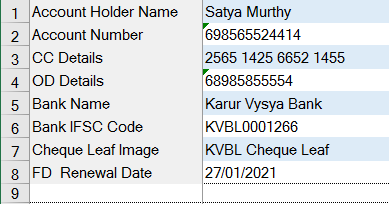 1 Account Holder Name Satya Murthy
2 Account Number 698565524414
3 CC Details 2565 1425 6652 1455
4 OD Details 68985855554
5 Bank Name Karur Vysya Bank
6 Bank IFSC Code KVBL0001266
7 Cheque Leaf Image KVBL Cheque Leaf
8 FD  Renewal Date 27/01/2021
9